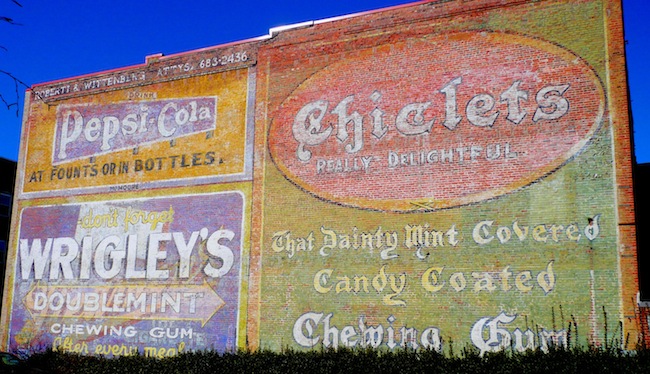 ROBERTI & WITTENBERG ATTYS. 683-2436
DRINK
Pepsi-Cola
AT FOUNTS OR IN BOTTLES.
don't forget
WRIGLEY'S
DOUBLEMINT
CHEWING GUM
After every meal
Chiclets
REALLY DELIGHTFUL
That Dainty Mint Covered
Candy Coated
Chewing Gum